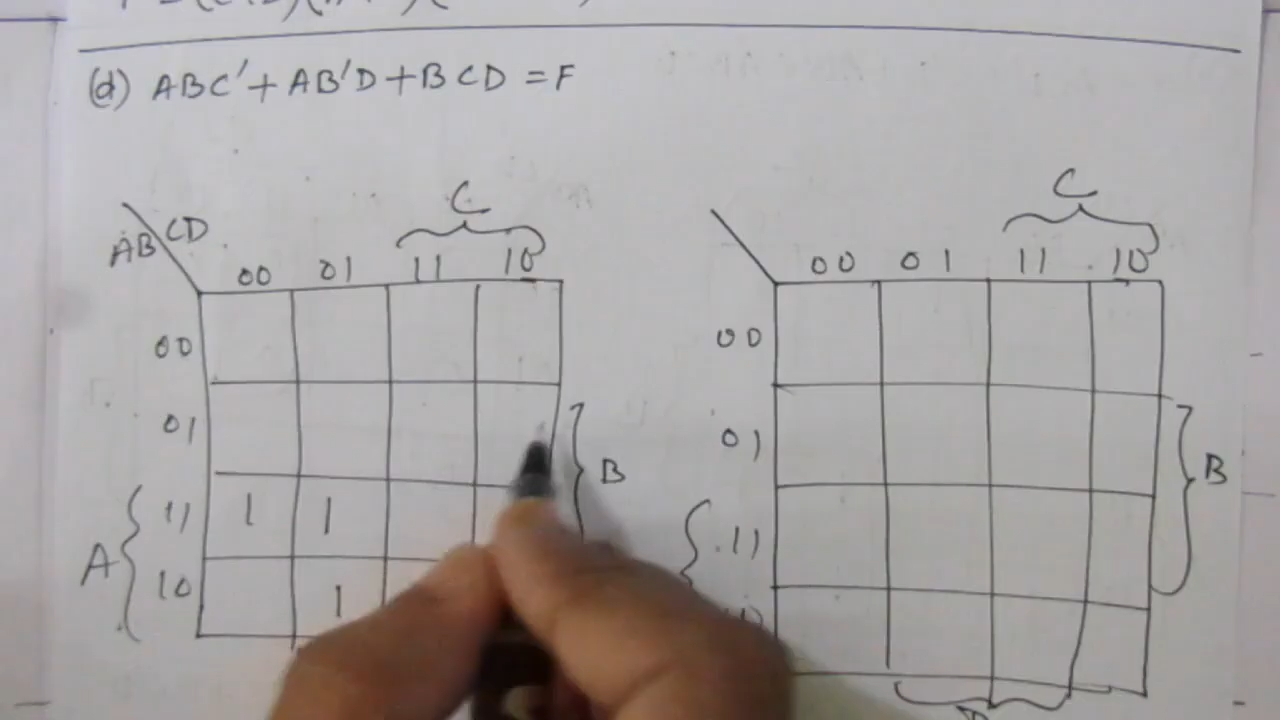 (d) ABC' + AB'D + BCD = F
C C
AB CD 00 01 11 10 00 01 11 10
00 00
01 B 01 B
A 11 1 1 11
10 1
D